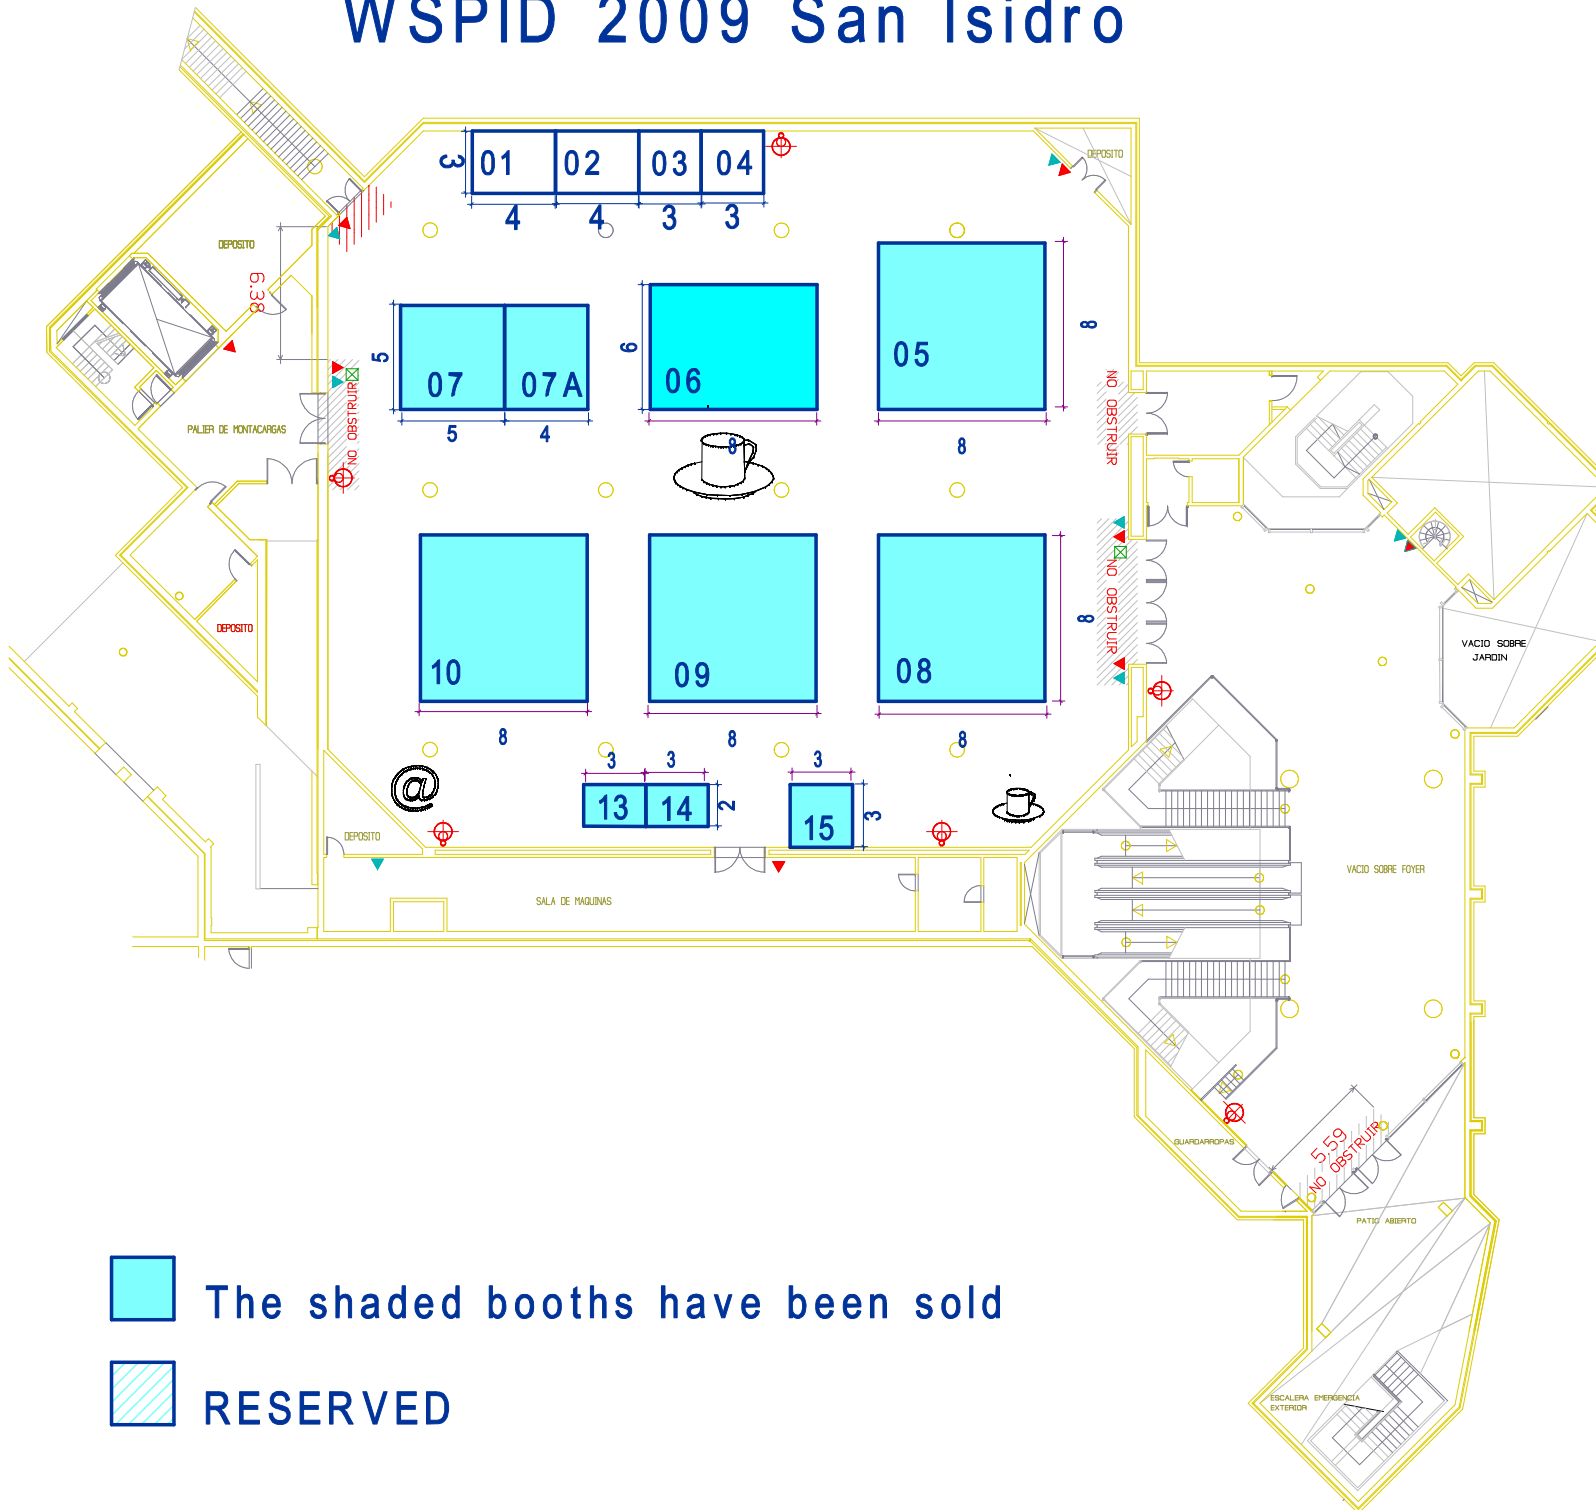 WSPID 2009 San Isidro
DEPOSITO
3
01
02
03
04
4
4
3
3
DEPOSITO
6.38
5
07
07A
5
4
6
06
8
05
8
8
NO OBSTRUIR
NO OBSTRUIR
PALIER DE MONTACARGAS
DEPOSITO
10
8
09
8
08
8
8
NO OBSTRUIR
VACIO SOBRE
JARDIN
@
3
3
13
14
2
3
15
3
DEPOSITO
SALA DE MAQUINAS
VACIO SOBRE FOYER
GUARDARROPAS
5.59
NO OBSTRUIR
PATIO ABIERTO
The shaded booths have been sold
RESERVED
ESCALERA EMERGENCIA
EXTERIOR